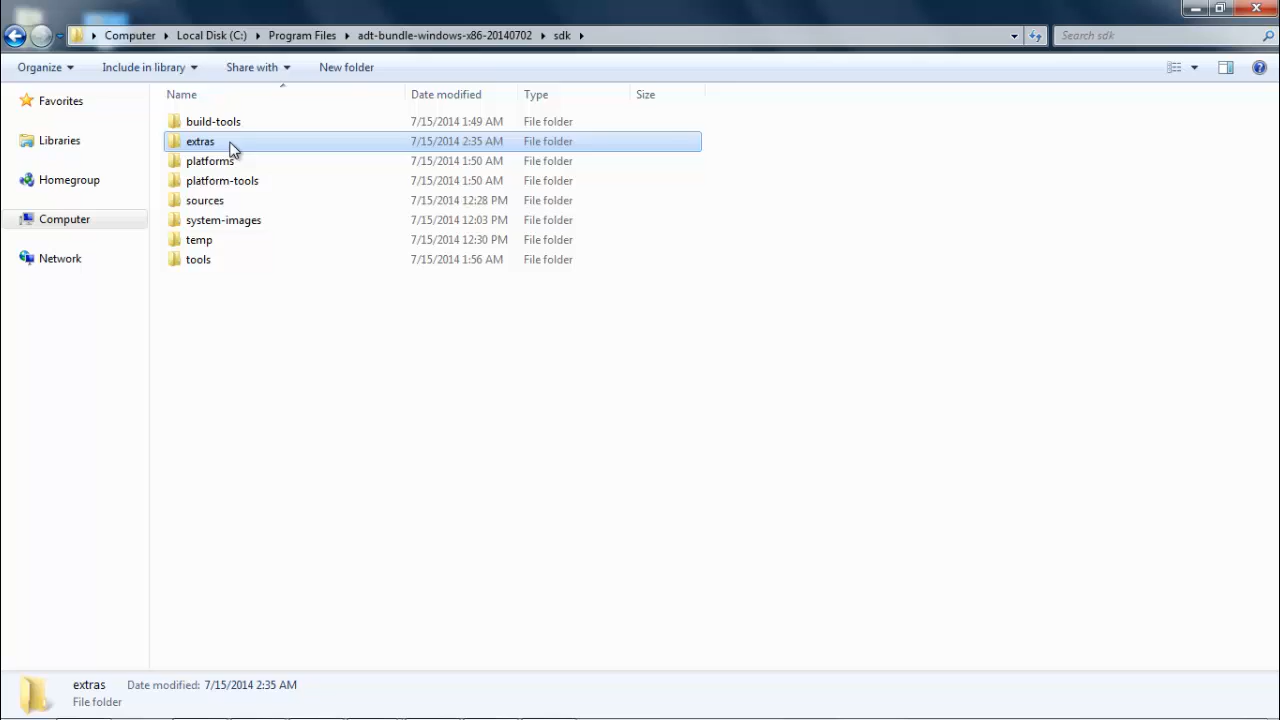 Computer Local Disk (C:) Program Files adt-bundle-windows-x86-20140702 sdk Search sdk
Organize Include in library Share with New folder
Favorites
Libraries
Homegroup
Computer
Network
Name Date modified Type Size
build-tools 7/15/2014 1:49 AM File folder
extras 7/15/2014 2:35 AM File folder
platforms 7/15/2014 1:50 AM File folder
platform-tools 7/15/2014 1:50 AM File folder
sources 7/15/2014 12:28 PM File folder
system-images 7/15/2014 12:03 PM File folder
temp 7/15/2014 12:30 PM File folder
tools 7/15/2014 1:56 AM File folder
extras Date modified: 7/15/2014 2:35 AM
File folder